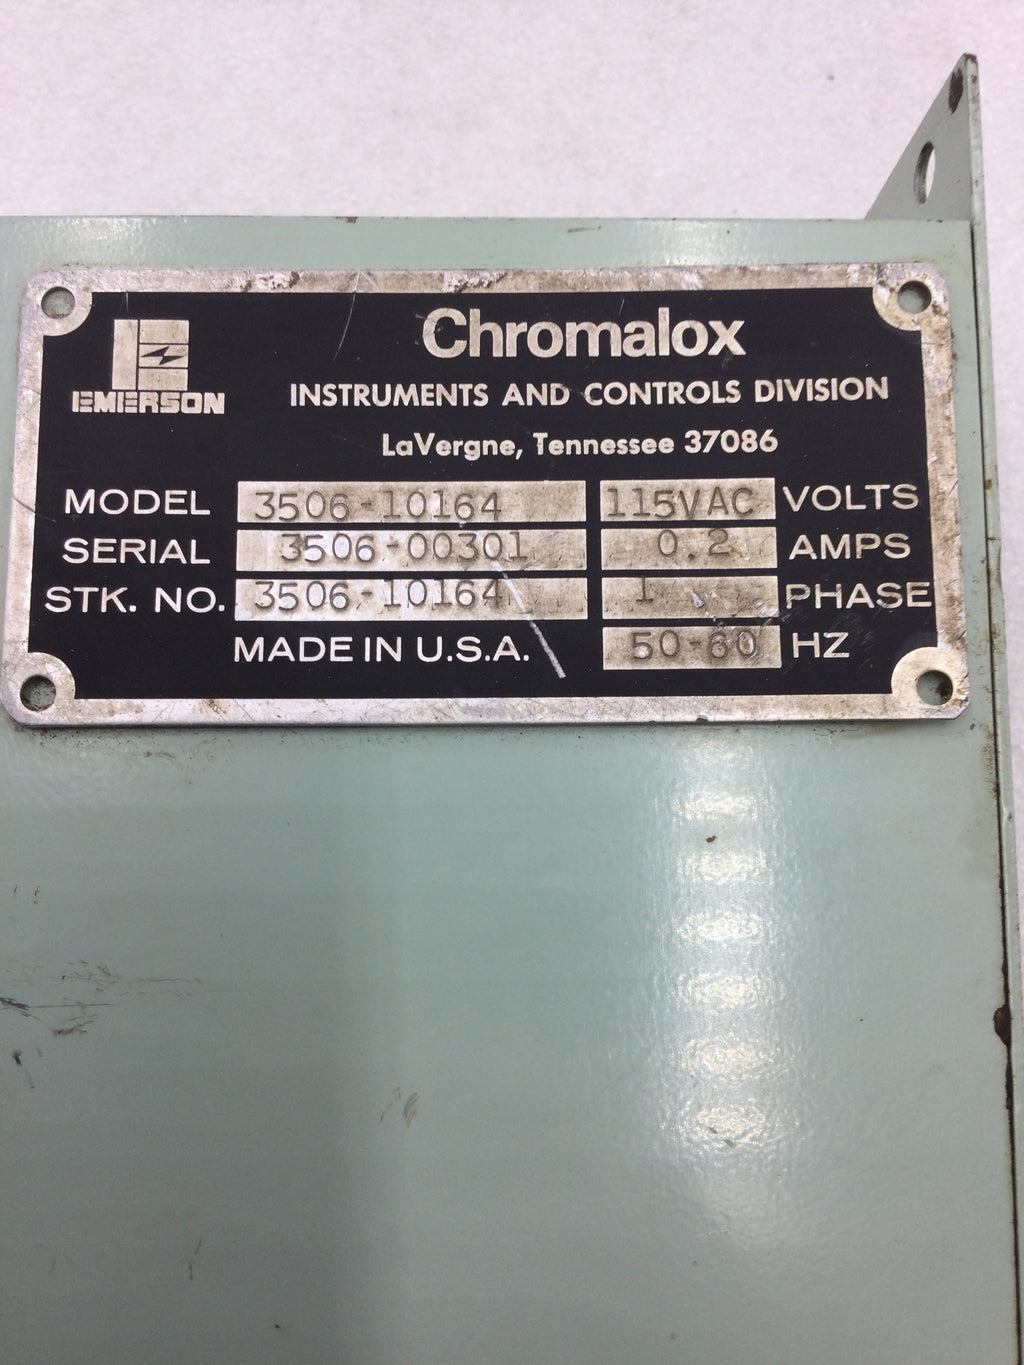 EMERSON
Chromalox
INSTRUMENTS AND CONTROLS DIVISION
LaVergne, Tennessee 37086
MODEL 3506-10164 115VAC VOLTS
SERIAL 3506-00301 0.2 AMPS
STK. NO. 3506-10164 1 PHASE
MADE IN U.S.A. 50-60 HZ